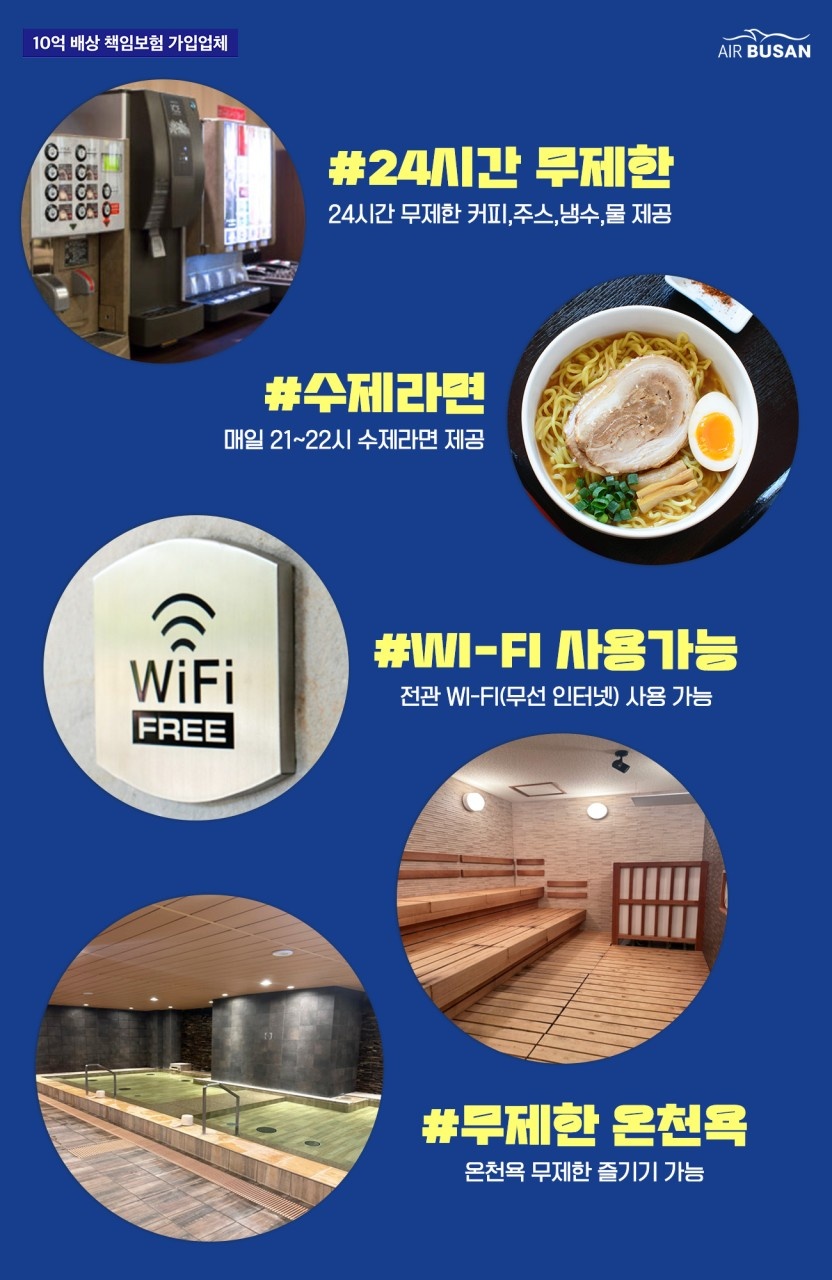 10억 배상 책임보험 가입업체
AIR BUSAN
#24시간 무제한
24시간 무제한 커피,주스,냉수,물 제공
#수제라면
매일 21~22시 수제라면 제공
WiFi
FREE
#WI-FI 사용가능
전관 WI-FI(무선 인터넷) 사용 가능
#무제한 온천욕
온천욕 무제한 즐기기 가능